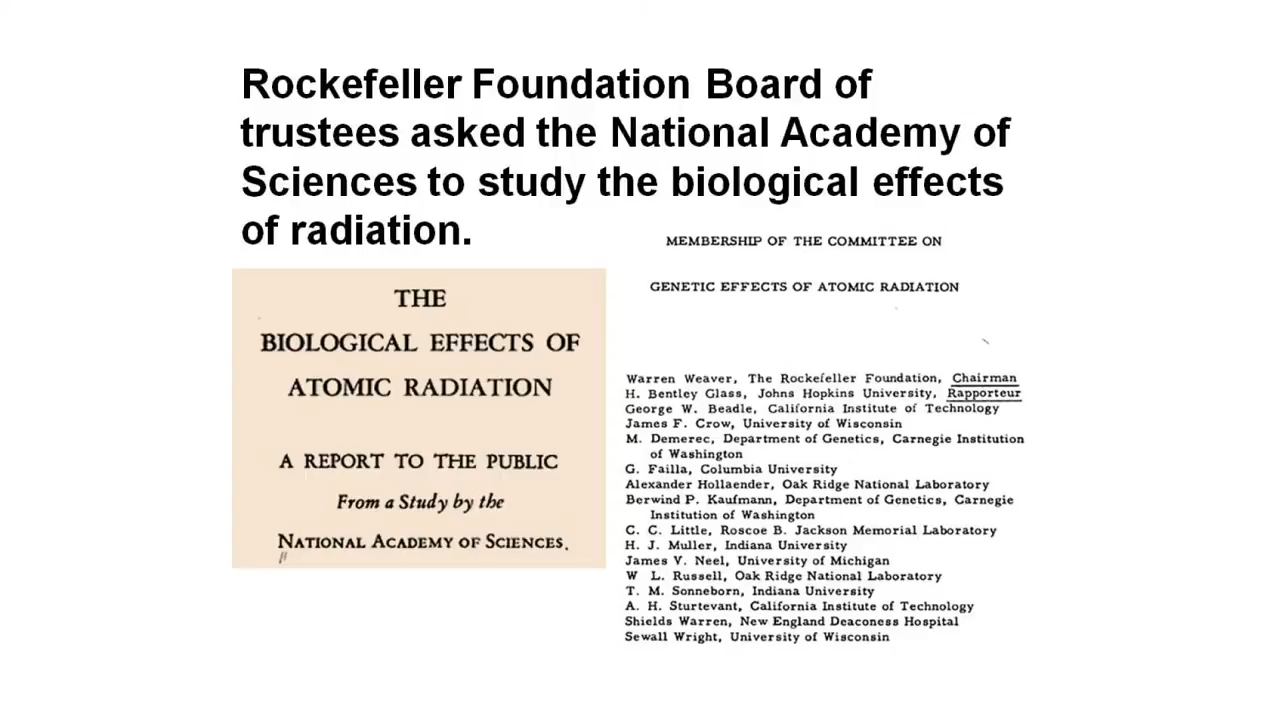 Rockefeller Foundation Board of
trustees asked the National Academy of
Sciences to study the biological effects
of radiation.
THE
BIOLOGICAL EFFECTS OF
ATOMIC RADIATION
A REPORT TO THE PUBLIC
From a Study by the
NATIONAL ACADEMY OF SCIENCES.
MEMBERSHIP OF THE COMMITTEE ON
GENETIC EFFECTS OF ATOMIC RADIATION
Warren Weaver, The Rockefeller Foundation, Chairman
H. Bentley Glass, Johns Hopkins University, Rapporteur
George W. Beadle, California Institute of Technology
James F. Crow, University of Wisconsin
M. Demerec, Department of Genetics, Carnegie Institution
of Washington
G. Failla, Columbia University
Alexander Hollaender, Oak Ridge National Laboratory
Berwind P. Kaufmann, Department of Genetics, Carnegie
Institution of Washington
C. C. Little, Roscoe B. Jackson Memorial Laboratory
H. J. Muller, Indiana University
James V. Neel, University of Michigan
W L. Russell, Oak Ridge National Laboratory
T. M. Sonneborn, Indiana University
A. H. Sturtevant, California Institute of Technology
Shields Warren, New England Deaconess Hospital
Sewall Wright, University of Wisconsin